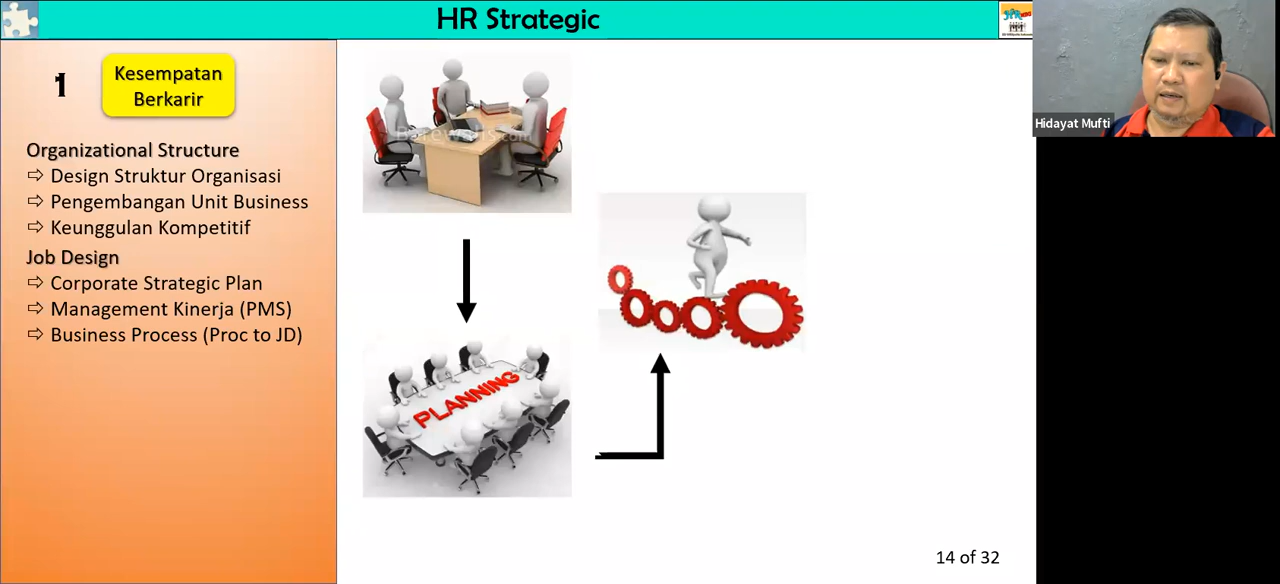 HR Strategic
1
Kesempatan
Berkarir
Organizational Structure
⇨ Design Struktur Organisasi
⇨ Pengembangan Unit Business
⇨ Keunggulan Kompetitif
Job Design
⇨ Corporate Strategic Plan
⇨ Management Kinerja (PMS)
⇨ Business Process (Proc to JD)
PLANNING
14 of 32
Hidayat Mufti